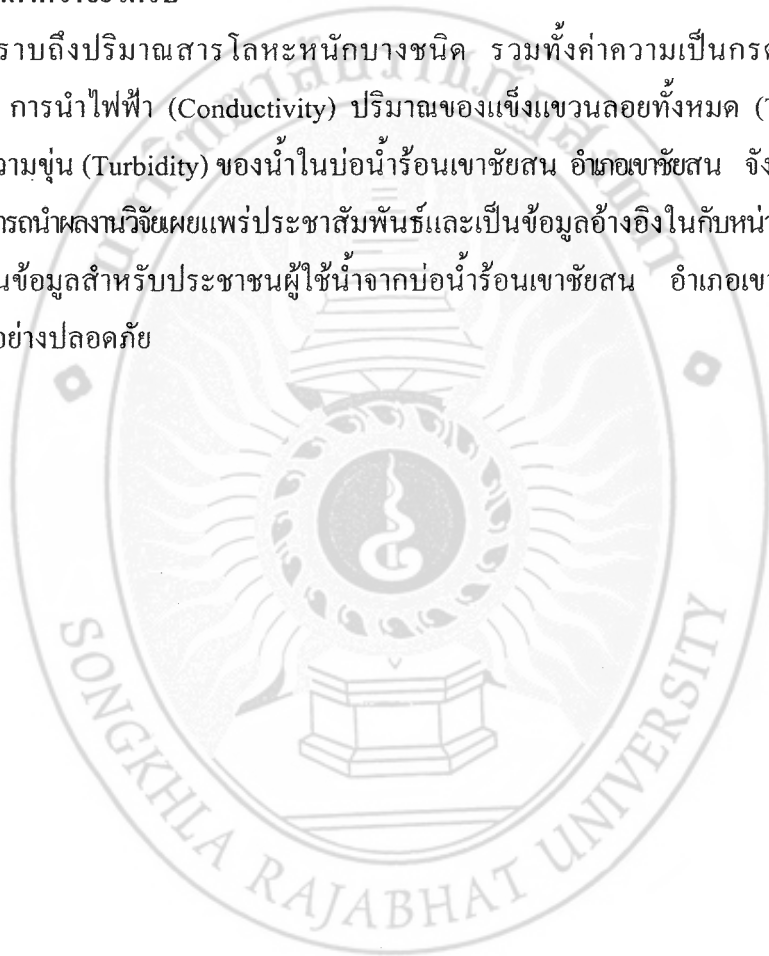 ราบถึงปริมาณสารโลหะหนักบางชนิด รวมทั้งค่าความเป็นกรด
การนำไฟฟ้า (Conductivity) ปริมาณของแข็งแขวนลอยทั้งหมด (
วามขุ่น (Turbidity) ของน้ำในบ่อน้ำร้อนเขาชัยสน อำเภอเขาชัยสน จัง
ารถนำผลงานวิจัยเผยแพร่ประชาสัมพันธ์และเป็นข้อมูลอ้างอิงในกับหน่ว
นข้อมูลสำหรับประชาชนผู้ใช้น้ำจากบ่อน้ำร้อนเขาชัยสน อำเภอเขา
อย่างปลอดภัย
SONGKHLA RAJABHAT UNIVERSITY